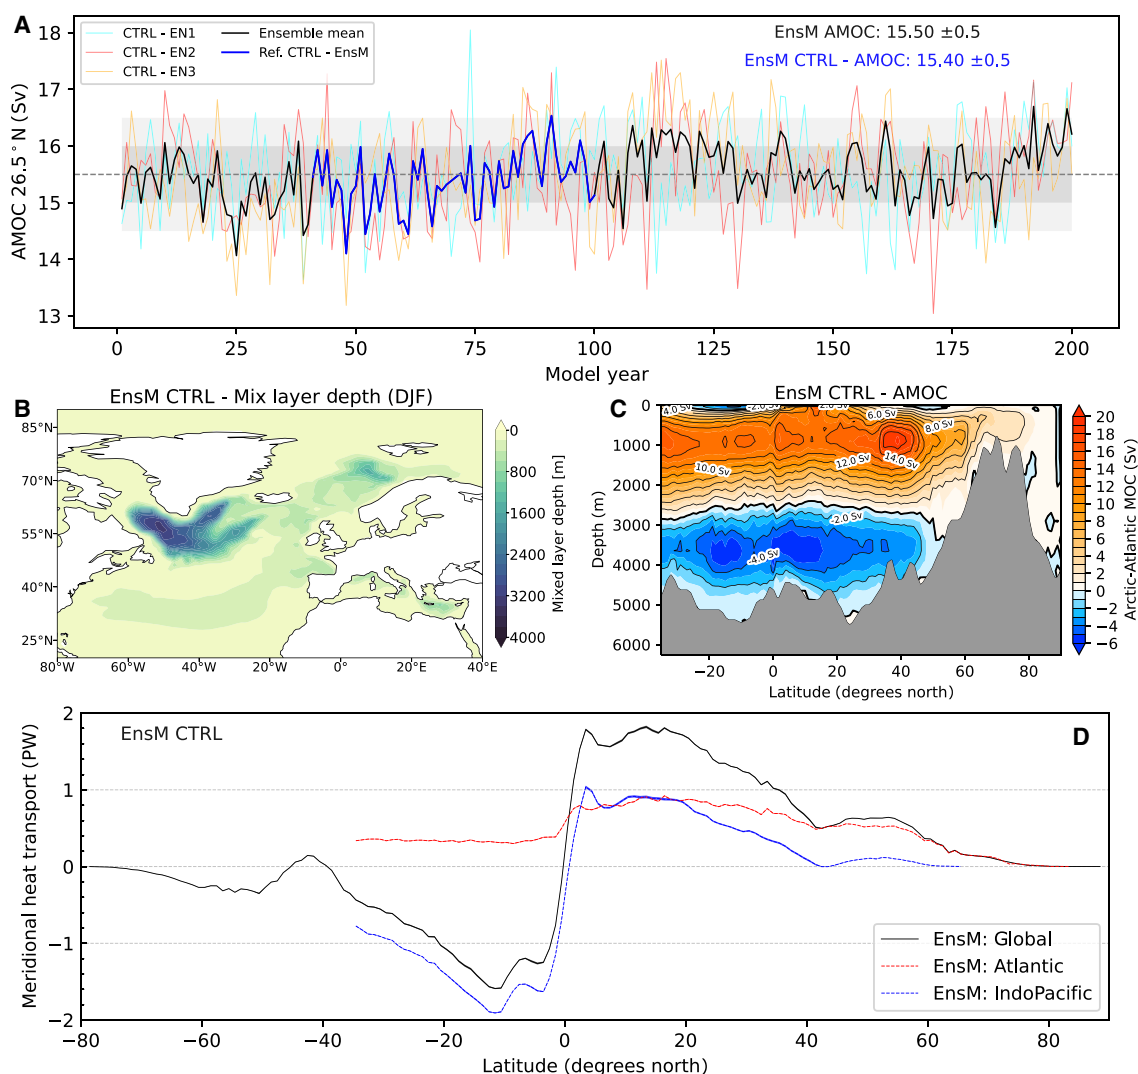 A
18
17
16
15
14
13
AMOC 26.5°N (Sv)
CTRL - EN1
CTRL - EN2
CTRL - EN3
Ensemble mean
Ref. CTRL - EnsM
EnsM AMOC: 15.50 ±0.5
EnsM CTRL - AMOC: 15.40 ±0.5
0 25 50 75 100 125 150 175 200
Model year
B
EnsM CTRL - Mix layer depth (DJF)
85°N
70°N
55°N
40°N
25°N
80°W 60°W 40°W 20°W 0° 20°E 40°E
0
800
1600
2400
3200
4000
Mixed layer depth [m]
C
EnsM CTRL - AMOC
0
1000
2000
3000
4000
5000
6000
Depth (m)
-2.0 Sv
6.0 Sv
8.0 Sv
10.0 Sv
12.0 Sv
14.0 Sv
-2.0 Sv
-4.0 Sv
−20 0 20 40 60 80
Latitude (degrees north)
20
18
16
14
12
10
8
6
4
2
0
−2
−4
−6
Arctic-Atlantic MOC (Sv)
EnsM CTRL
D
2
1
0
−1
−2
Meridional heat transport (PW)
EnsM: Global
EnsM: Atlantic
EnsM: IndoPacific
−80 −60 −40 −20 0 20 40 60 80
Latitude (degrees north)